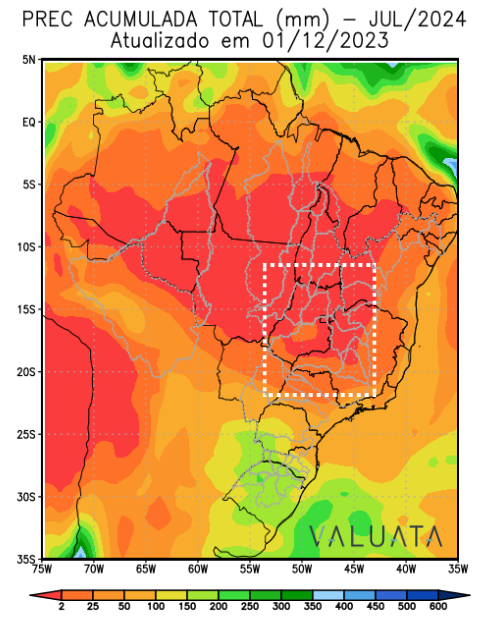 PREC ACUMULADA TOTAL (mm) – JUL/2024
Atualizado em 01/12/2023
5N
EQ
5S
10S
15S
20S
25S
30S
35S
VALUATA
75W 70W 65W 60W 55W 50W 45W 40W 35W
2 25 50 100 150 200 250 300 350 400 450 500 600